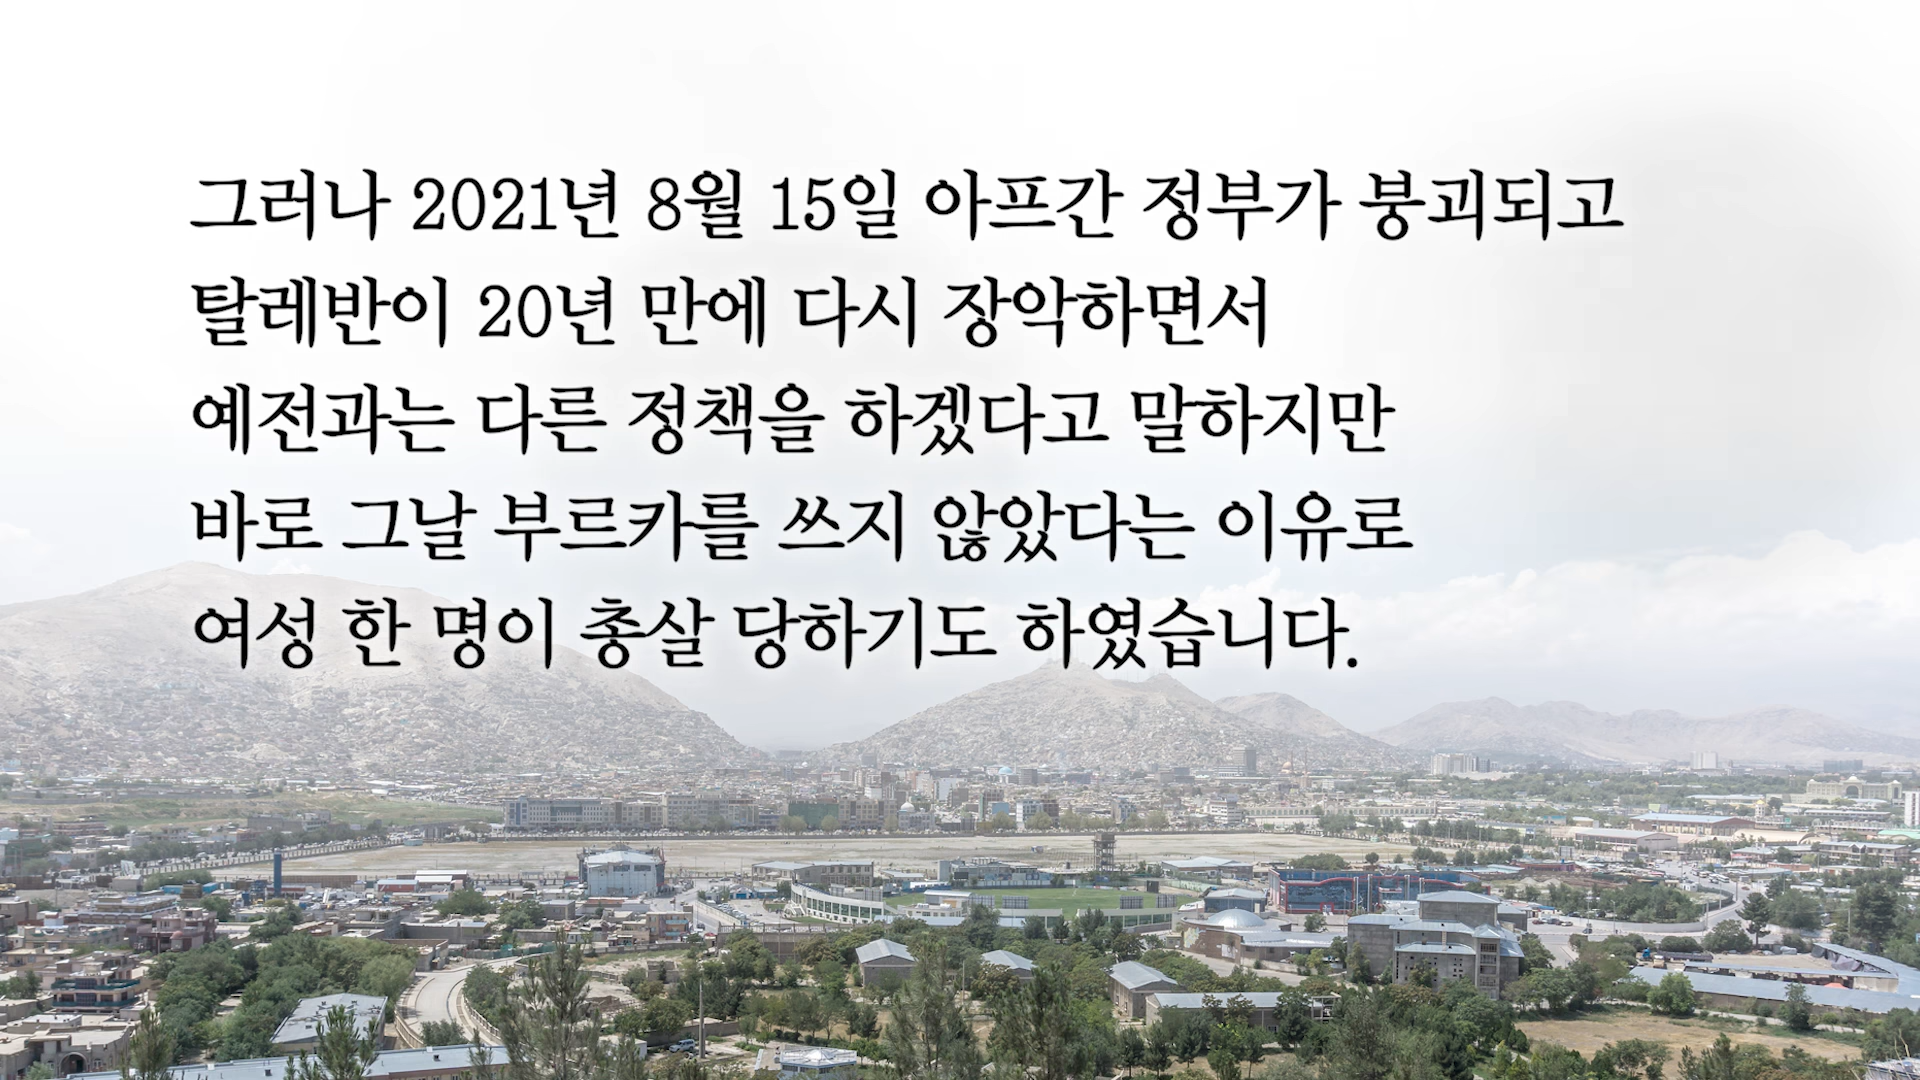 그러나 2021년 8월 15일 아프간 정부가 붕괴되고
탈레반이 20년 만에 다시 장악하면서
예전과는 다른 정책을 하겠다고 말하지만
바로 그날 부르카를 쓰지 않았다는 이유로
여성 한 명이 총살 당하기도 하였습니다.